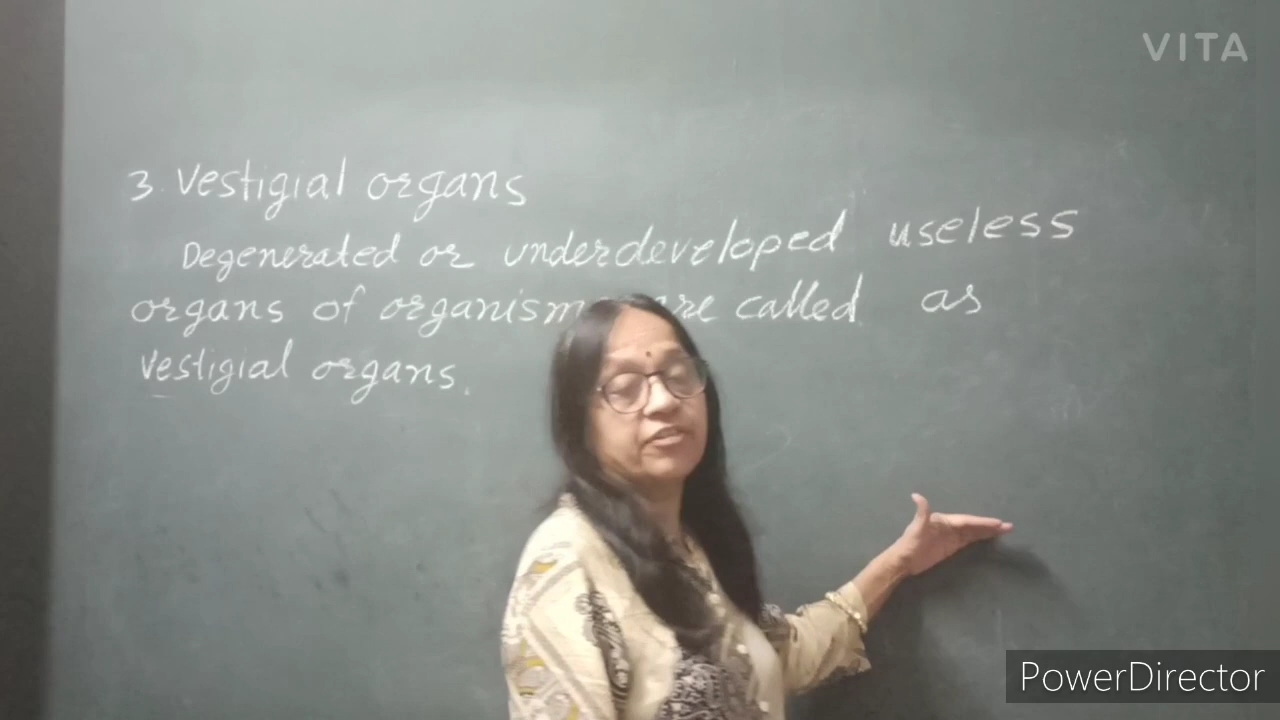 VITA
3. Vestigial organs
Degenerated or underdeveloped useless
organs of organism are called as
vestigial organs.
PowerDirector